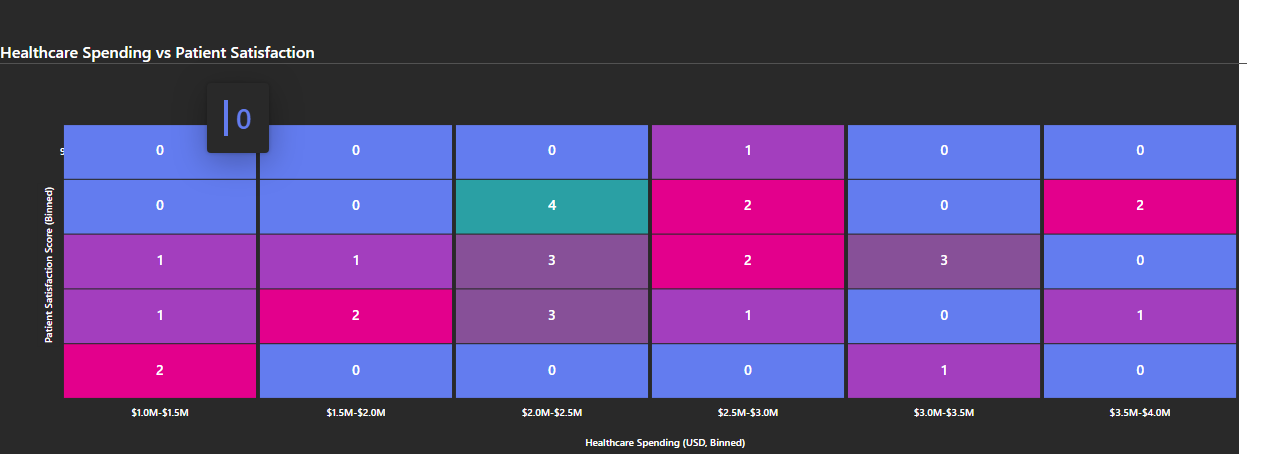 Healthcare Spending vs Patient Satisfaction
0
0 0 0 1 0 0
0 0 4 2 0 2
1 1 3 2 3 0
1 2 3 1 0 1
2 0 0 0 1 0
Patient Satisfaction Score (Binned)
$1.0M-$1.5M $1.5M-$2.0M $2.0M-$2.5M $2.5M-$3.0M $3.0M-$3.5M $3.5M-$4.0M
Healthcare Spending (USD, Binned)